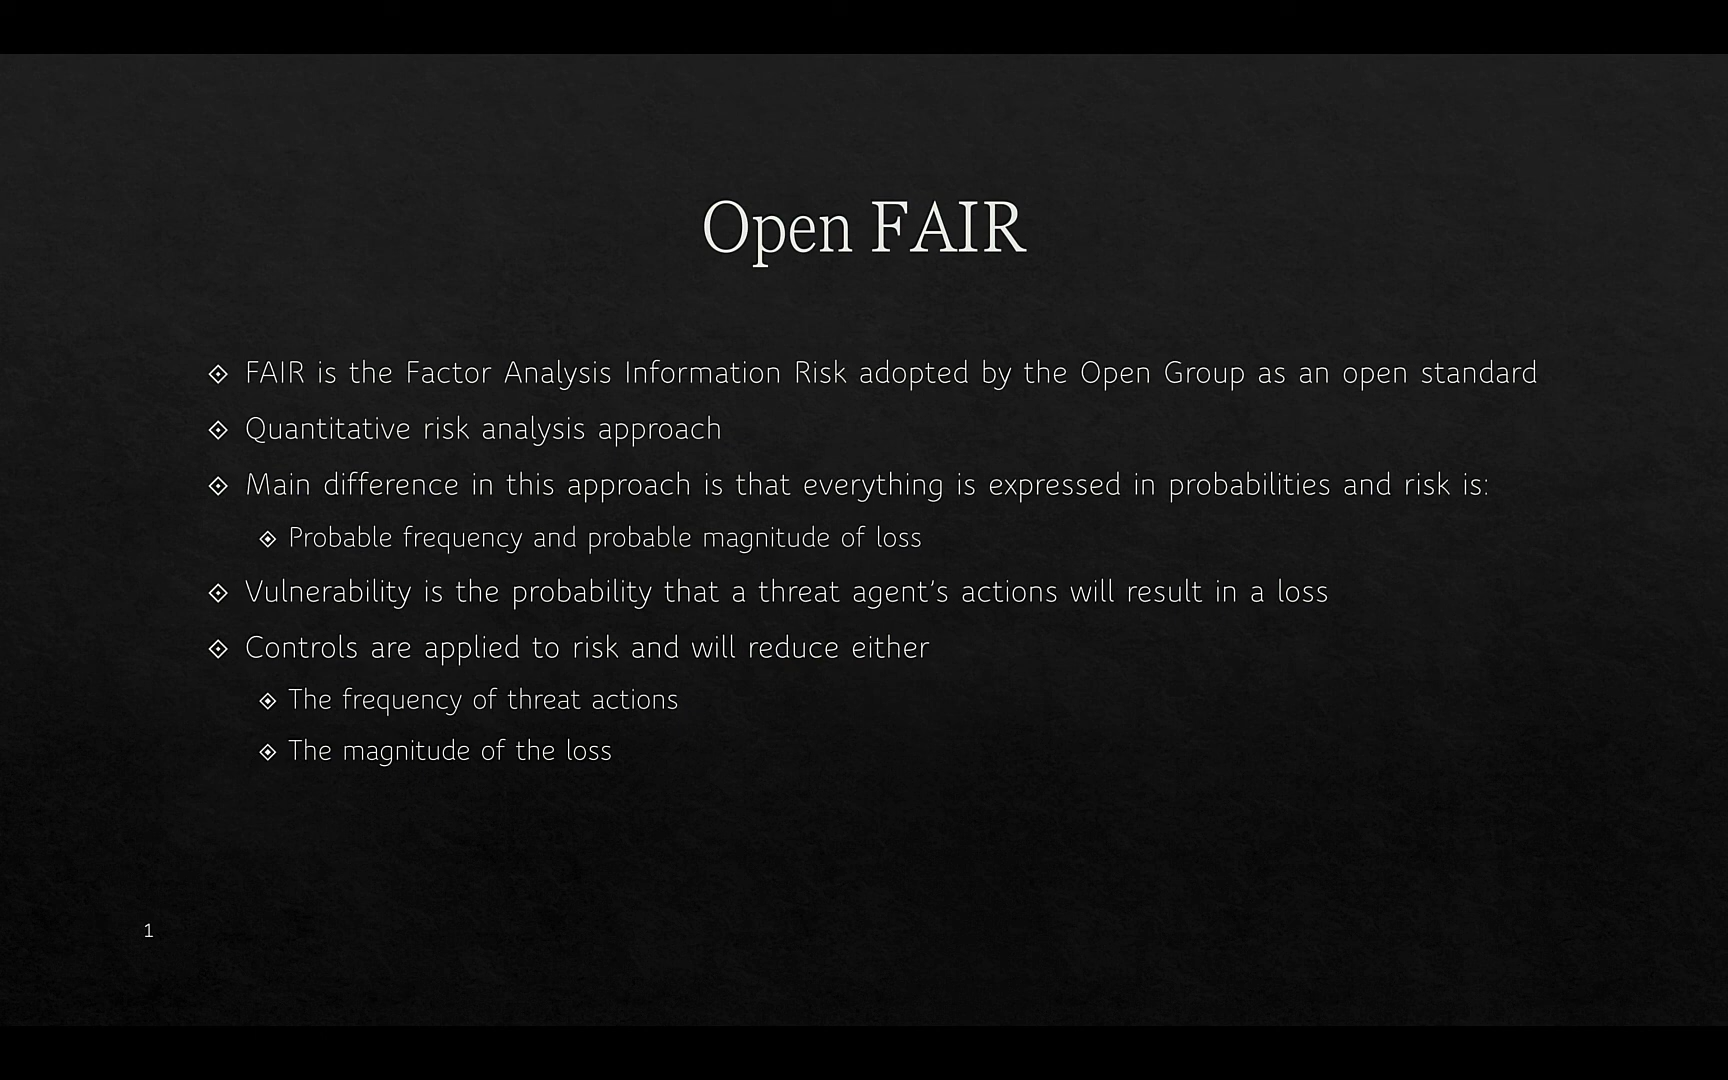 Open FAIR
FAIR is the Factor Analysis Information Risk adopted by the Open Group as an open standard
Quantitative risk analysis approach
Main difference in this approach is that everything is expressed in probabilities and risk is:
Probable frequency and probable magnitude of loss
Vulnerability is the probability that a threat agent’s actions will result in a loss
Controls are applied to risk and will reduce either
The frequency of threat actions
The magnitude of the loss
1